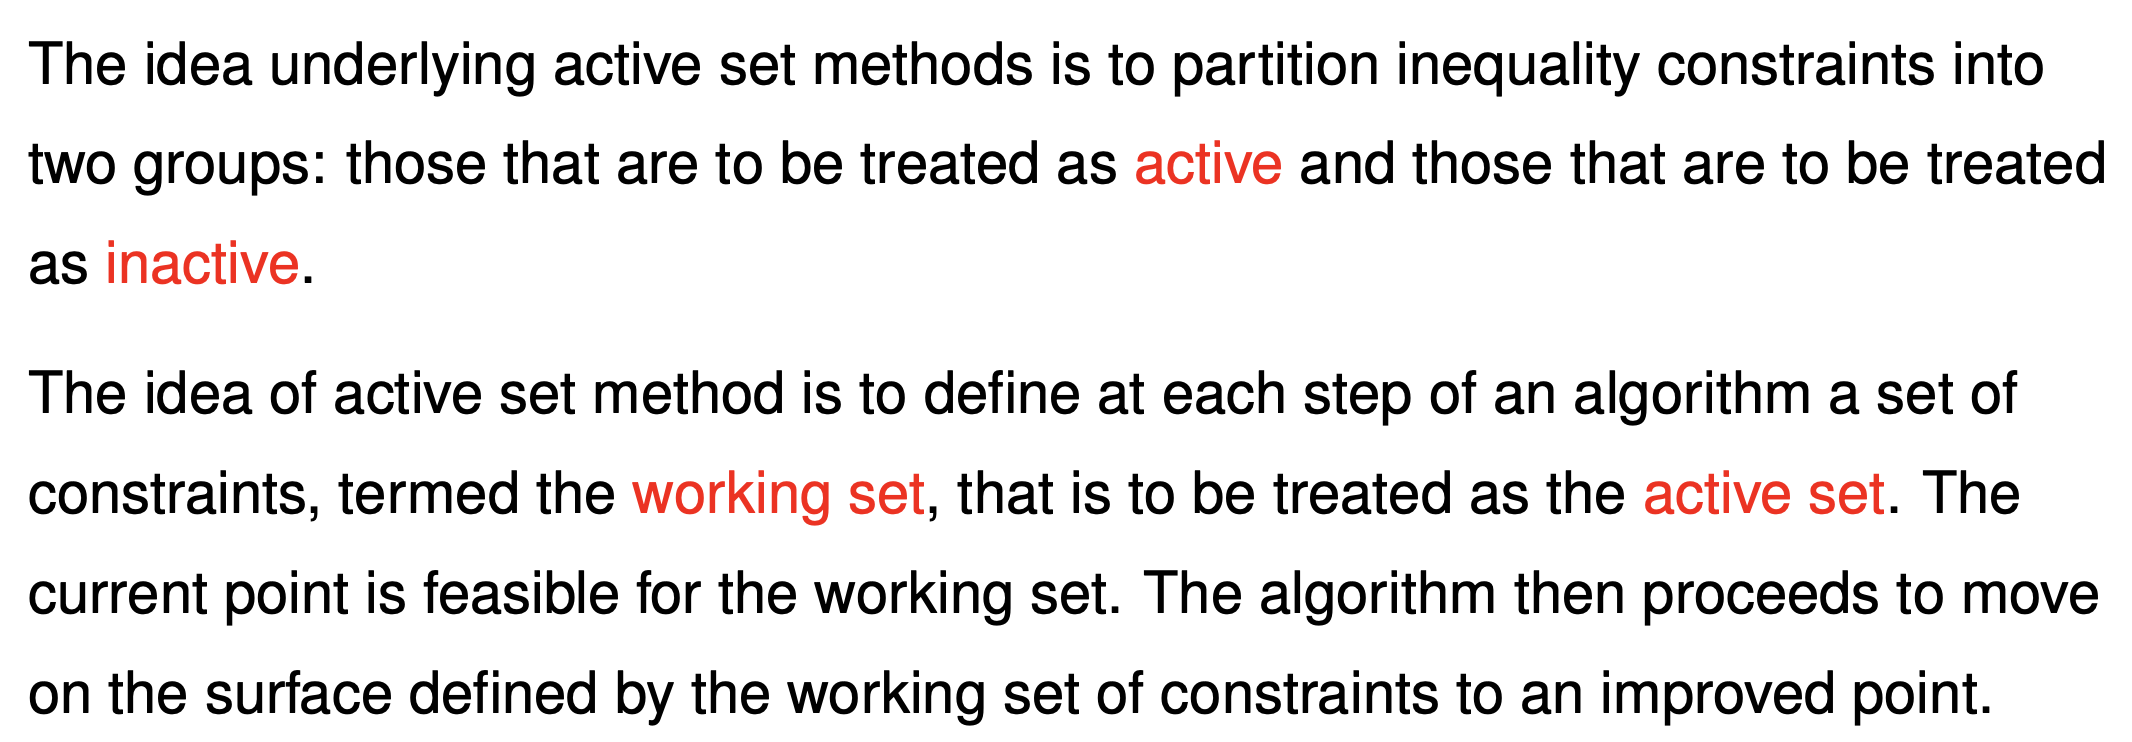 The idea underlying active set methods is to partition inequality constraints into
two groups: those that are to be treated as active and those that are to be treated
as inactive.
The idea of active set method is to define at each step of an algorithm a set of
constraints, termed the working set, that is to be treated as the active set. The
current point is feasible for the working set. The algorithm then proceeds to move
on the surface defined by the working set of constraints to an improved point.